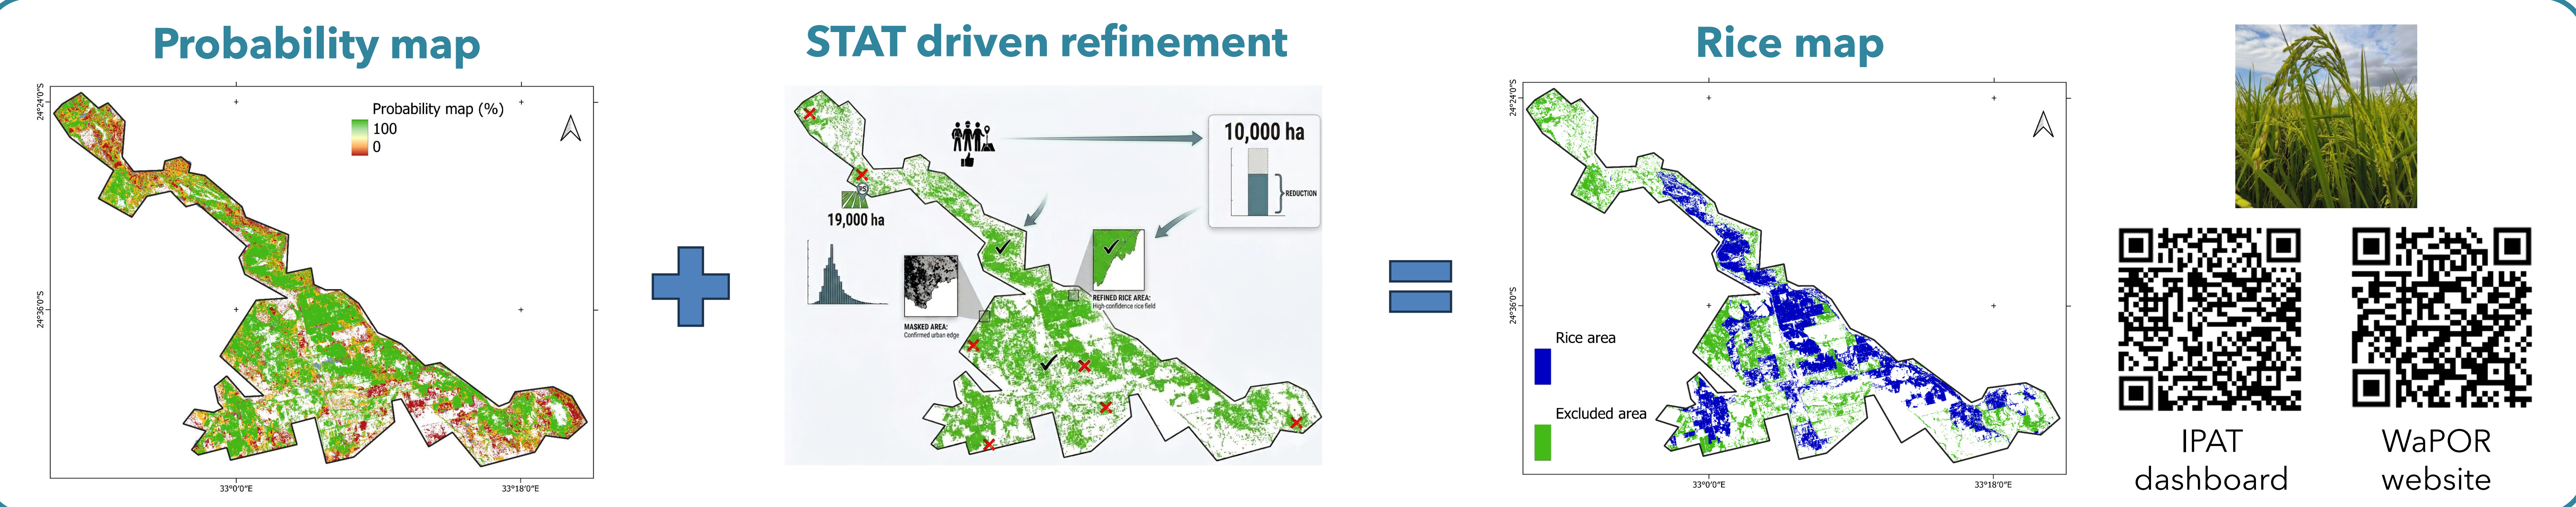 Probability map
STAT driven refinement
Rice map
24°24'0"S
Probability map (%)
100
0
24°36'0"S
33°0'0"E
33°18'0"E
10,000 ha
REDUCTION
19,000 ha
MASKED AREA:
Confirmed urban edge
REFINED RICE AREA:
High-confidence rice field
24°24'0"S
24°36'0"S
Rice area
Excluded area
33°0'0"E
33°18'0"E
IPAT
dashboard
WaPOR
website